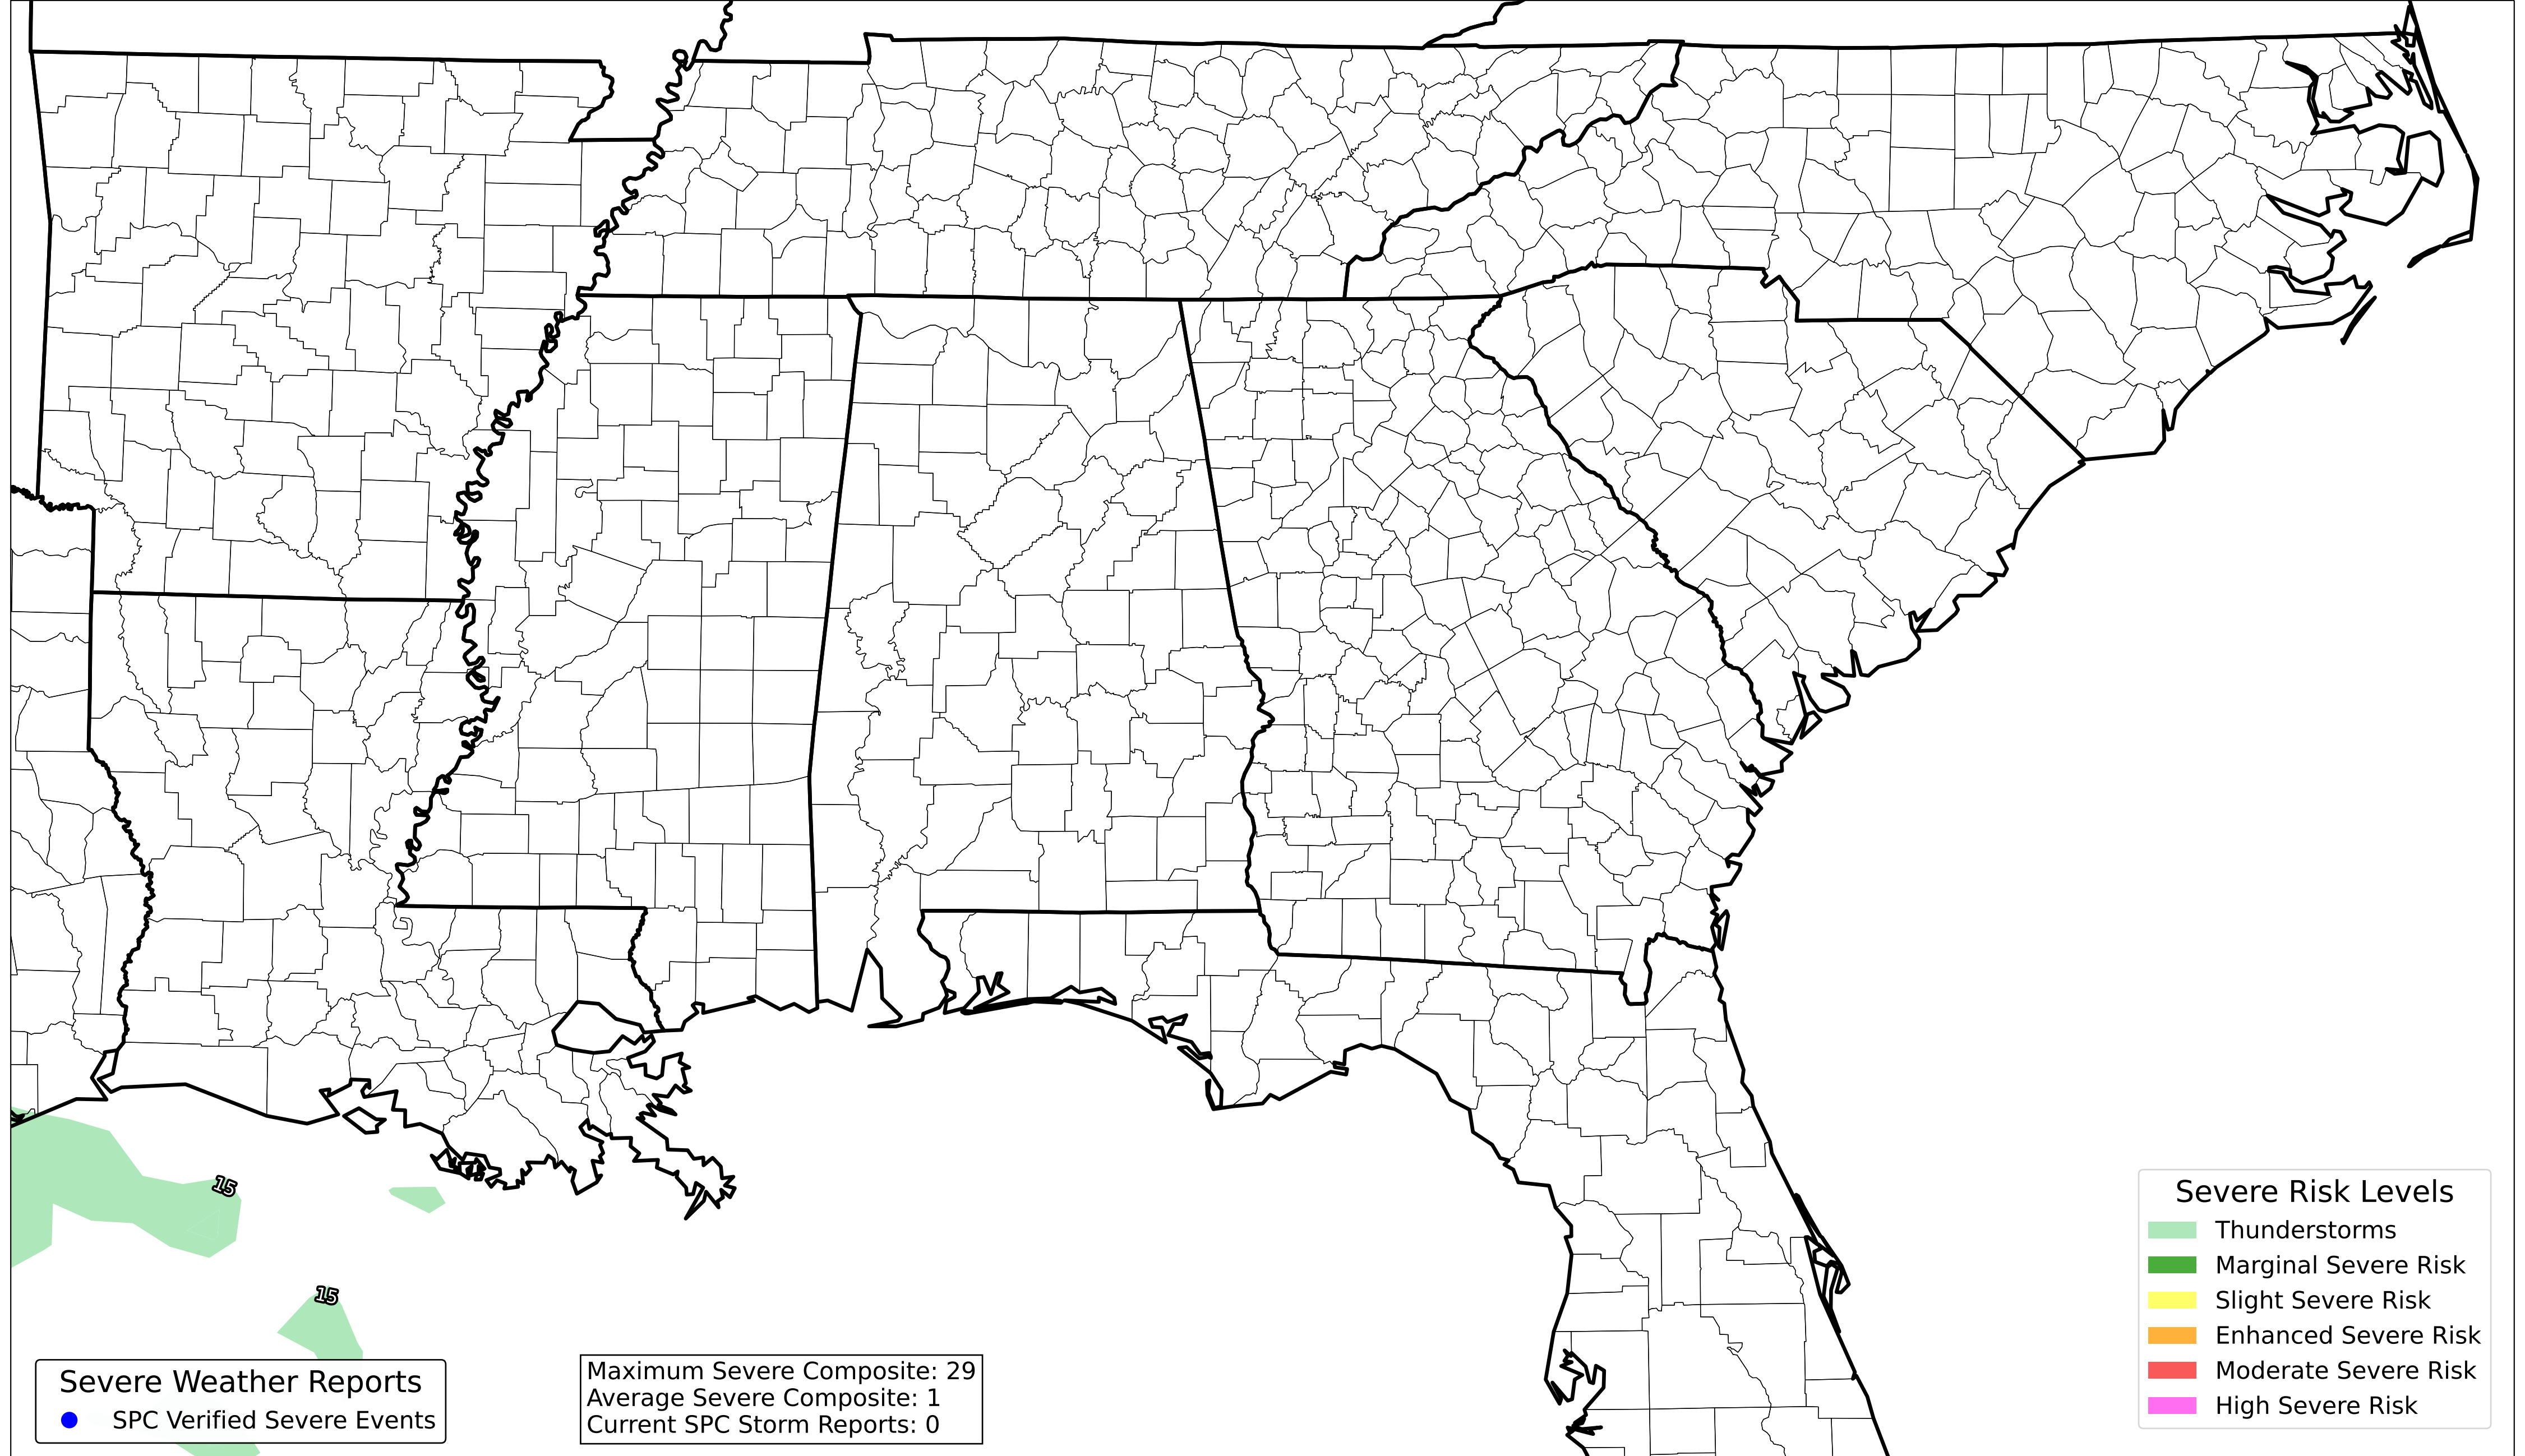 15
15
Severe Weather Reports
SPC Verified Severe Events
Maximum Severe Composite: 29
Average Severe Composite: 1
Current SPC Storm Reports: 0
Severe Risk Levels
Thunderstorms
Marginal Severe Risk
Slight Severe Risk
Enhanced Severe Risk
Moderate Severe Risk
High Severe Risk